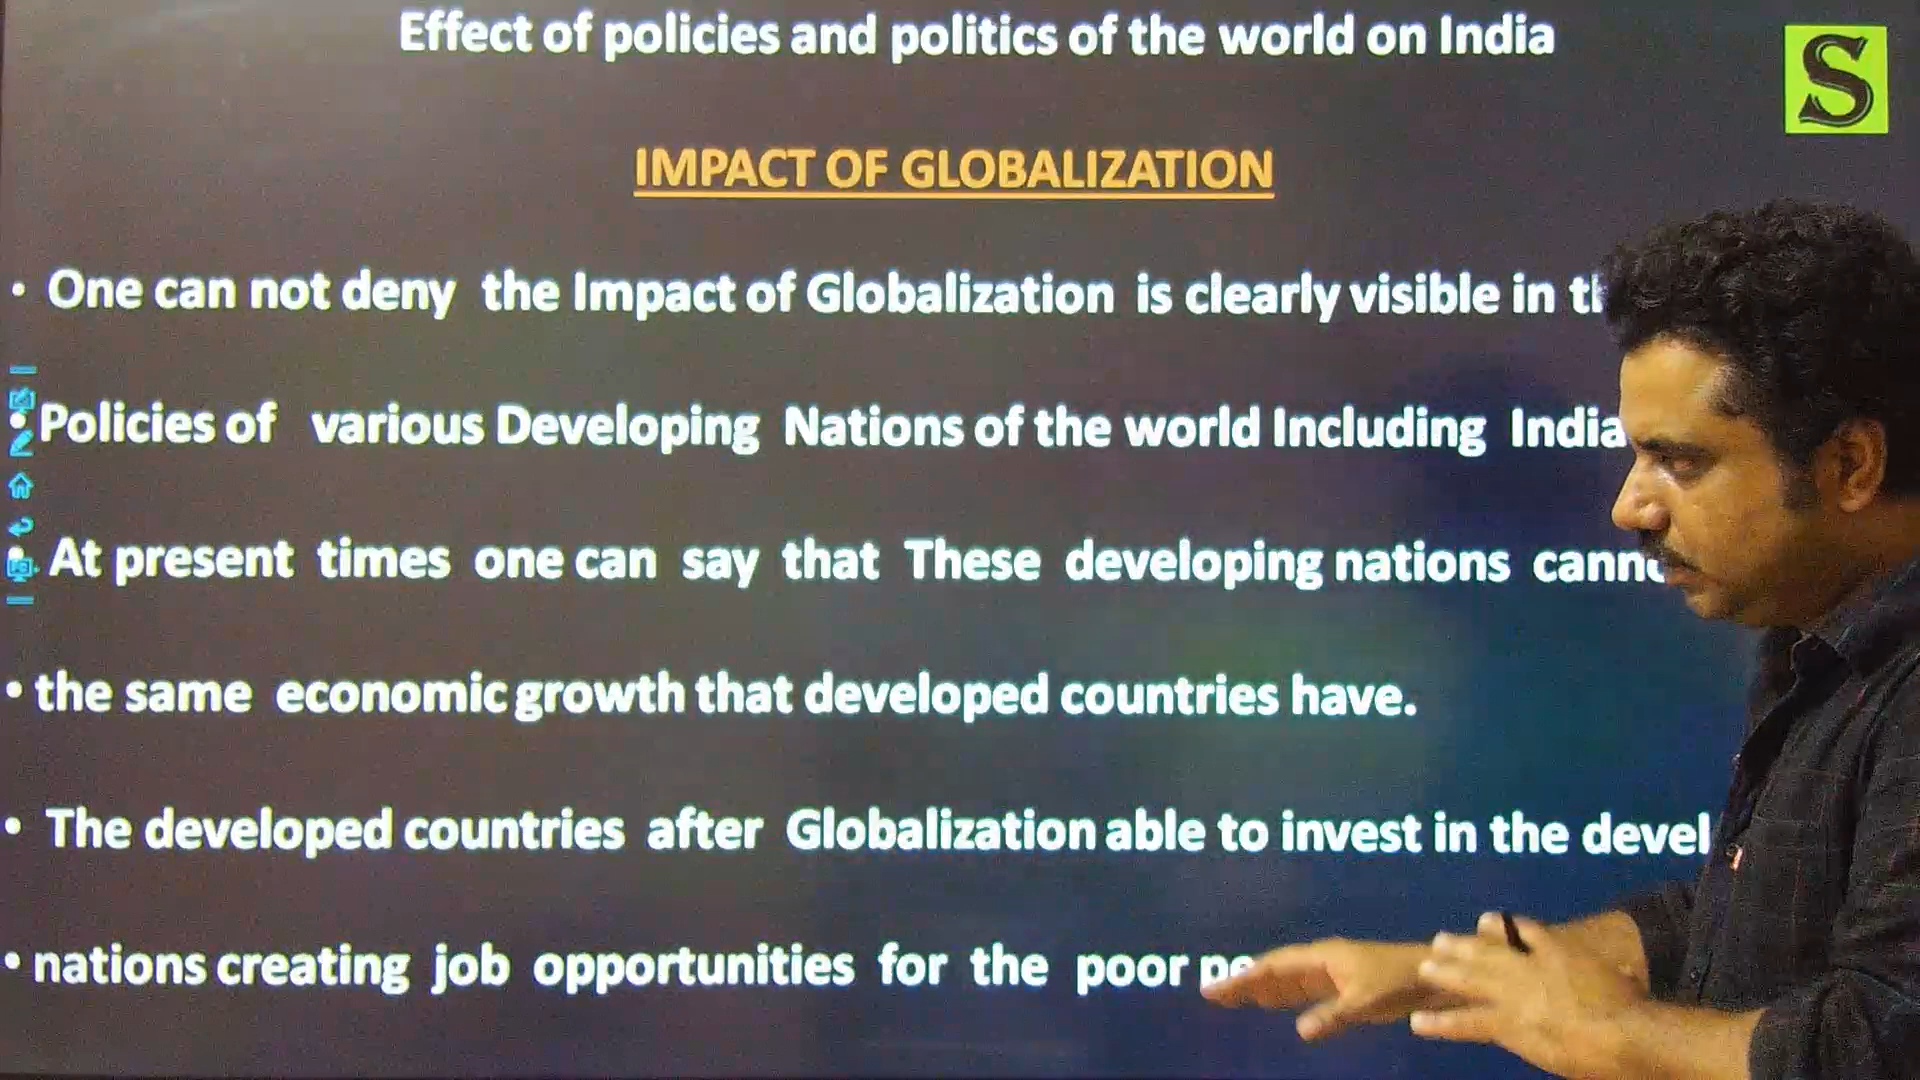 Effect of policies and politics of the world on India
S
IMPACT OF GLOBALIZATION
• One can not deny the Impact of Globalization is clearly visible in
• Policies of various Developing Nations of the world Including India
• At present times one can say that These developing nations
• the same economic growth that developed countries have.
• The developed countries after Globalization able to invest in the
• nations creating job opportunities for the poor